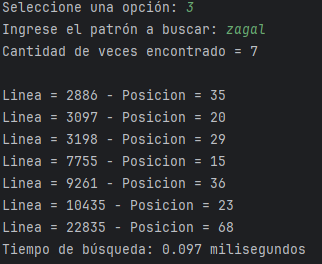 Seleccione una opción: 3
Ingrese el patrón a buscar: zagal
Cantidad de veces encontrado = 7
Linea = 2886 - Posicion = 35
Linea = 3097 - Posicion = 20
Linea = 3198 - Posicion = 29
Linea = 7755 - Posicion = 15
Linea = 9261 - Posicion = 36
Linea = 10435 - Posicion = 23
Linea = 22835 - Posicion = 68
Tiempo de búsqueda: 0.097 milisegundos